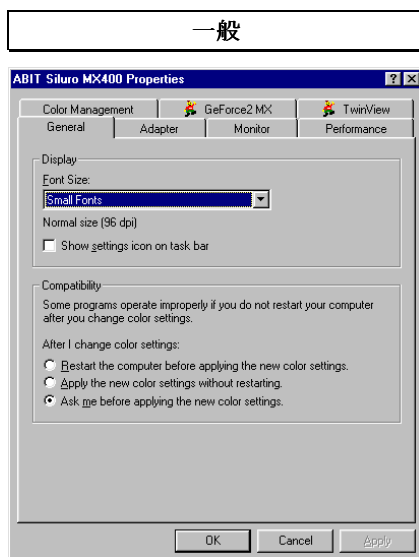 一般
ABIT Siluro MX400 Properties
Color Management
GeForce2 MX
TwinView
General
Adapter
Monitor
Performance
Display
Font Size:
Small Fonts
Normal size (96 dpi)
Show settings icon on task bar
Compatibility
Some programs operate improperly if you do not restart your computer
after you change color settings.
After I change color settings:
Restart the computer before applying the new color settings.
Apply the new color settings without restarting.
Ask me before applying the new color settings.
OK
Cancel
Apply